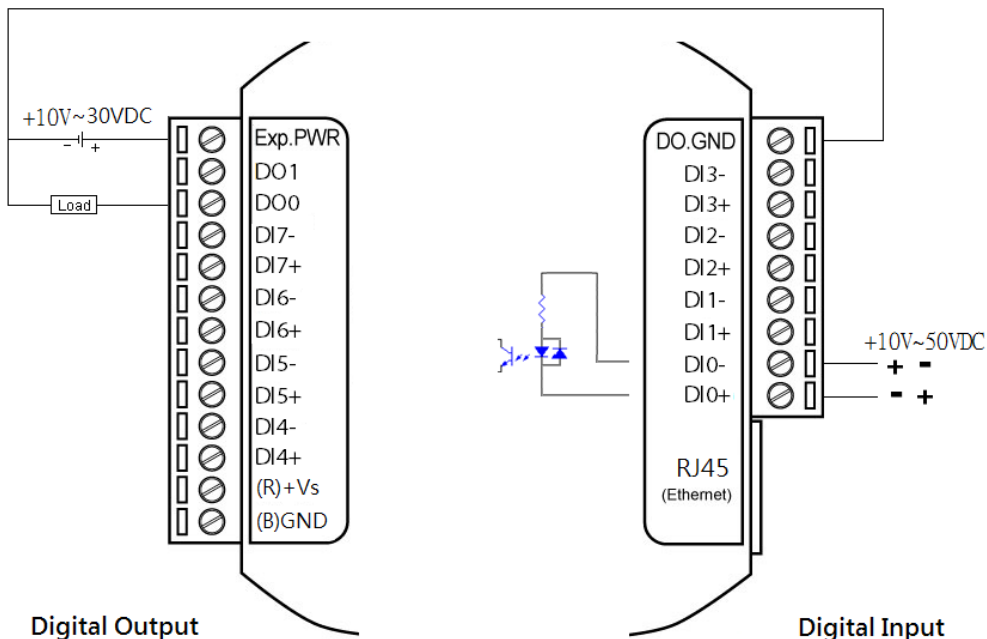 +10V~30VDC
- +
Load
Exp.PWR
DO1
DO0
DI7-
DI7+
DI6-
DI6+
DI5-
DI5+
DI4-
DI4+
(R)+Vs
(B)GND
Digital Output
DO.GND
DI3-
DI3+
DI2-
DI2+
DI1-
DI1+
DI0-
DI0+
RJ45
(Ethernet)
+10V~50VDC
+ -
- +
Digital Input